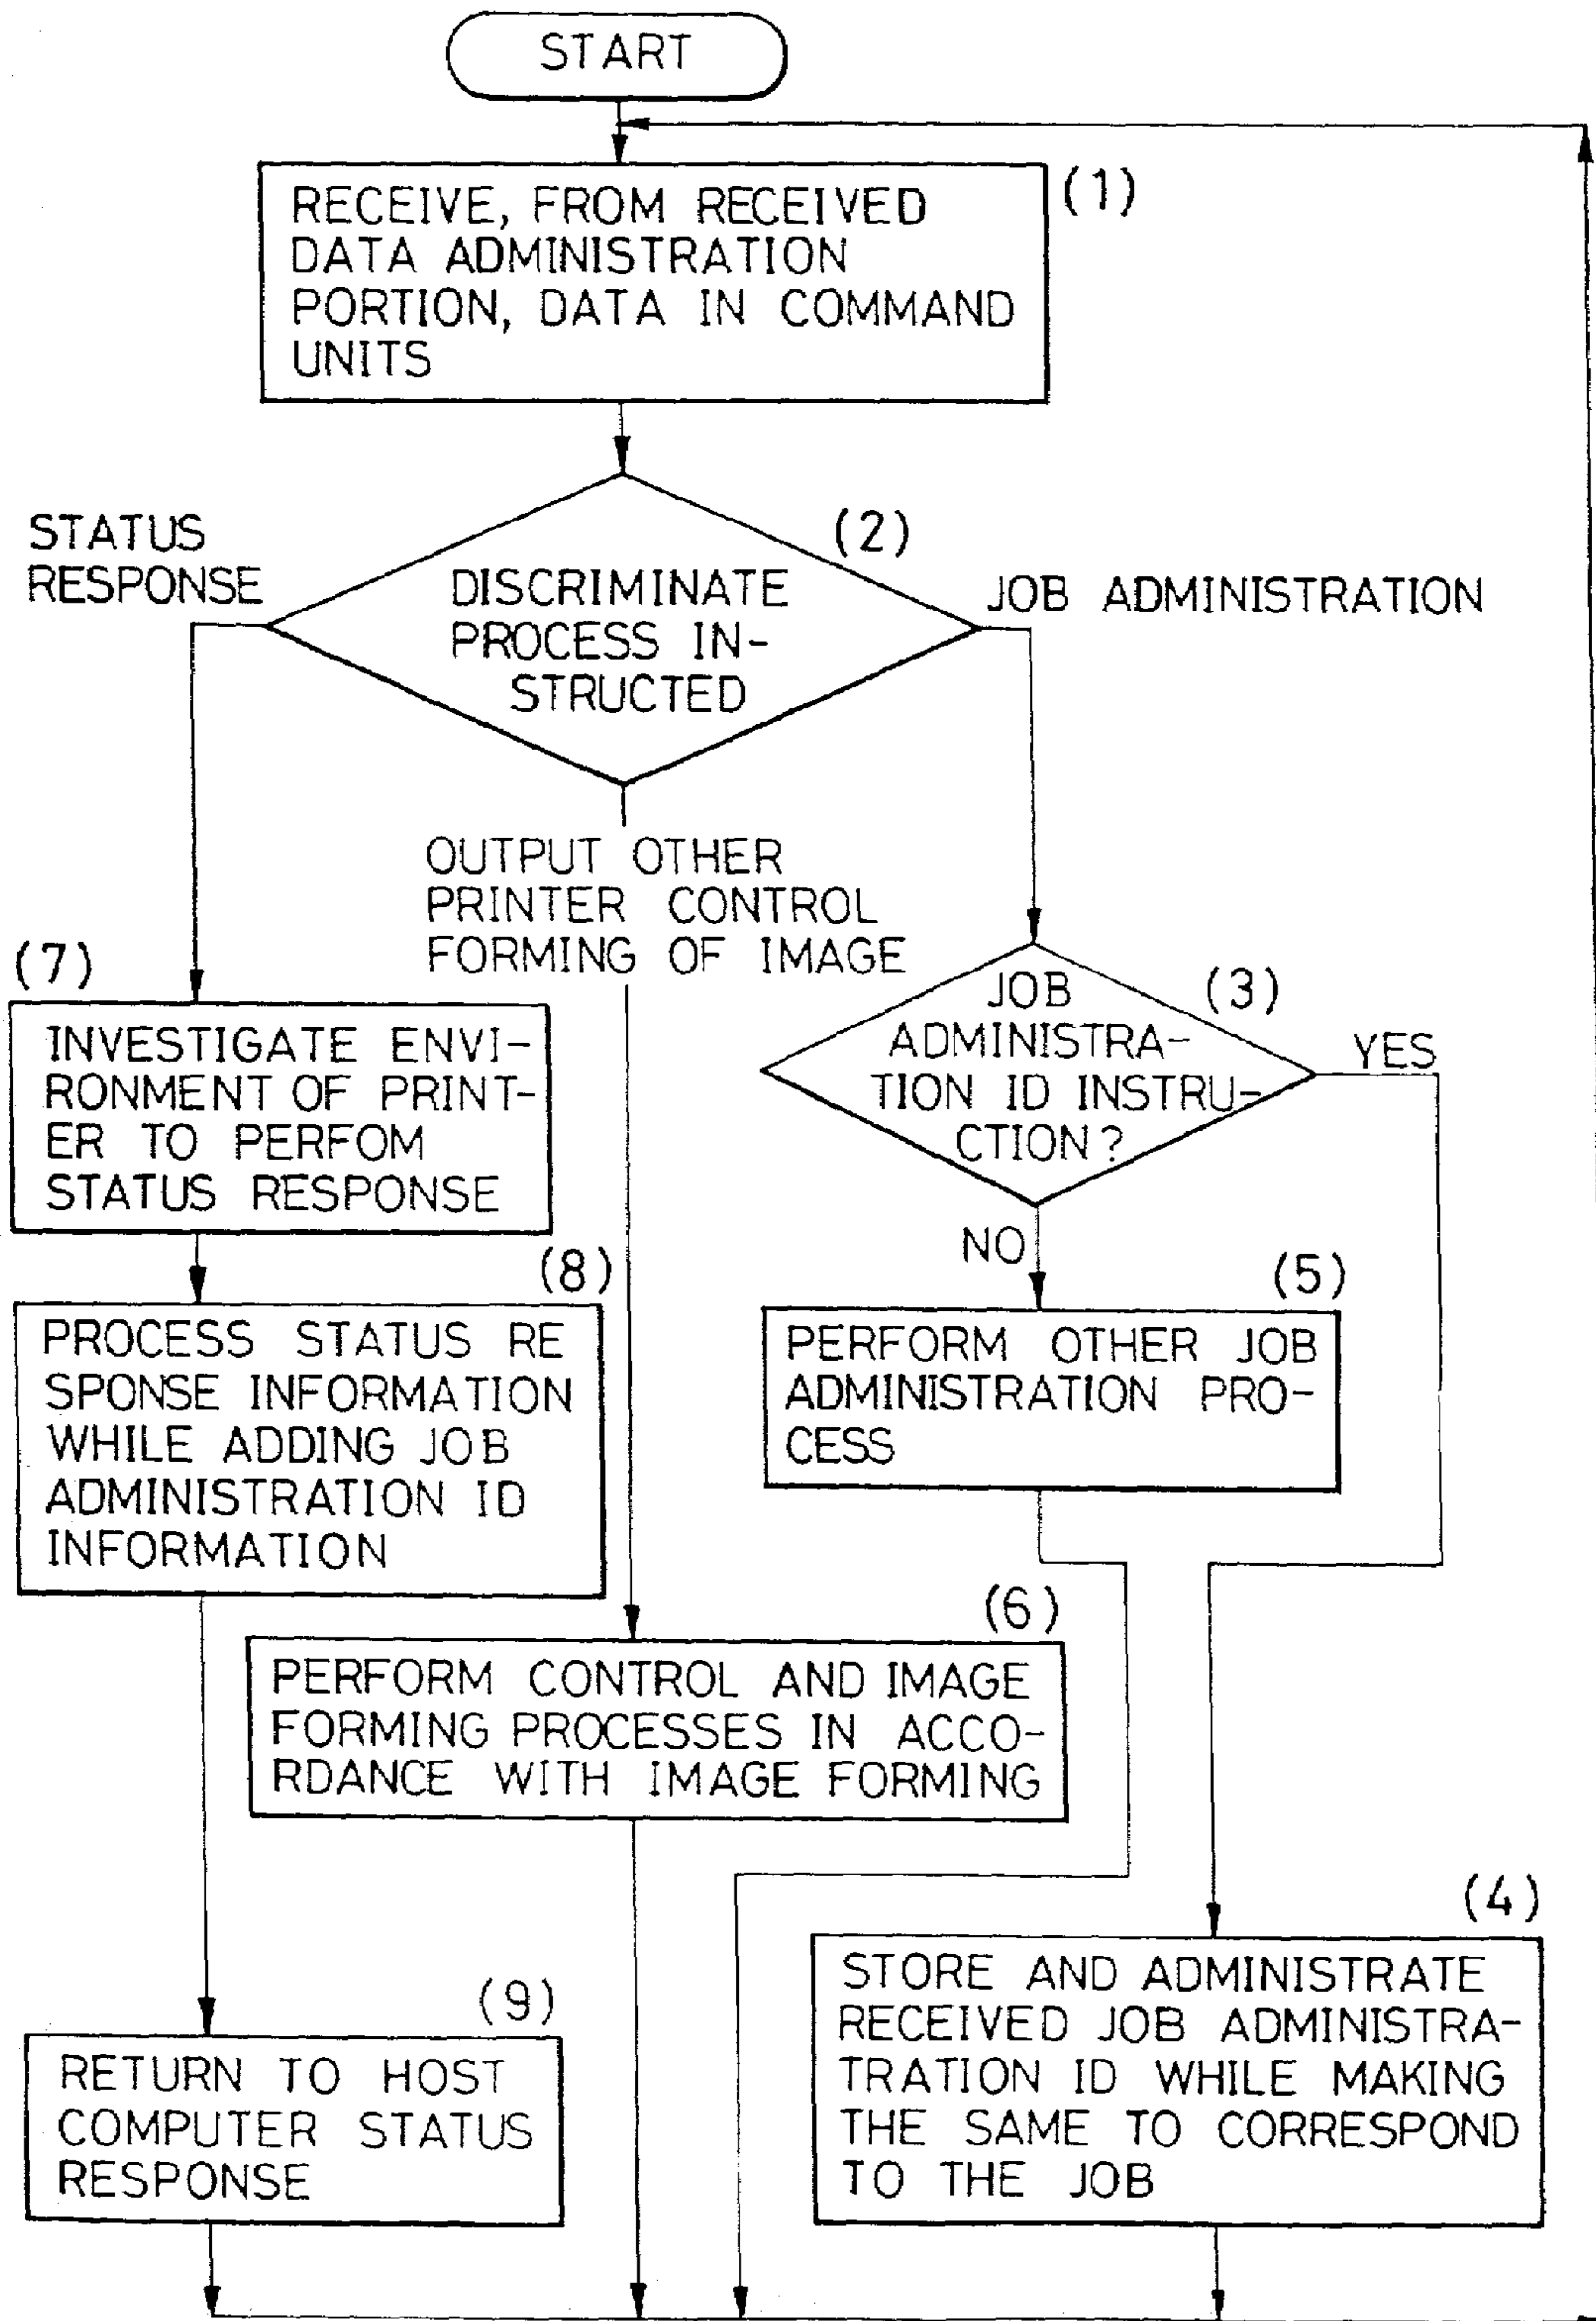 START
(1)
RECEIVE, FROM RECEIVED
DATA ADMINISTRATION
PORTION, DATA IN COMMAND
UNITS
(2)
STATUS
RESPONSE
DISCRIMINATE
PROCESS IN-
STRUCTED
JOB ADMINISTRATION
OUTPUT OTHER
PRINTER CONTROL
FORMING OF IMAGE
(7)
INVESTIGATE ENVI-
RONMENT OF PRINT-
ER TO PERFOM
STATUS RESPONSE
(3)
JOB
ADMINISTRA-
TION ID INSTRU-
CTION?
YES
NO
(8)
PROCESS STATUS RE
SPONSE INFORMATION
WHILE ADDING JOB
ADMINISTRATION ID
INFORMATION
(5)
PERFORM OTHER JOB
ADMINISTRATION PRO-
CESS
(6)
PERFORM CONTROL AND IMAGE
FORMING PROCESSES IN ACCO-
RDANCE WITH IMAGE FORMING
(9)
RETURN TO HOST
COMPUTER STATUS
RESPONSE
(4)
STORE AND ADMINISTRATE
RECEIVED JOB ADMINISTRA-
TRATION ID WHILE MAKING
THE SAME TO CORRESPOND
TO THE JOB